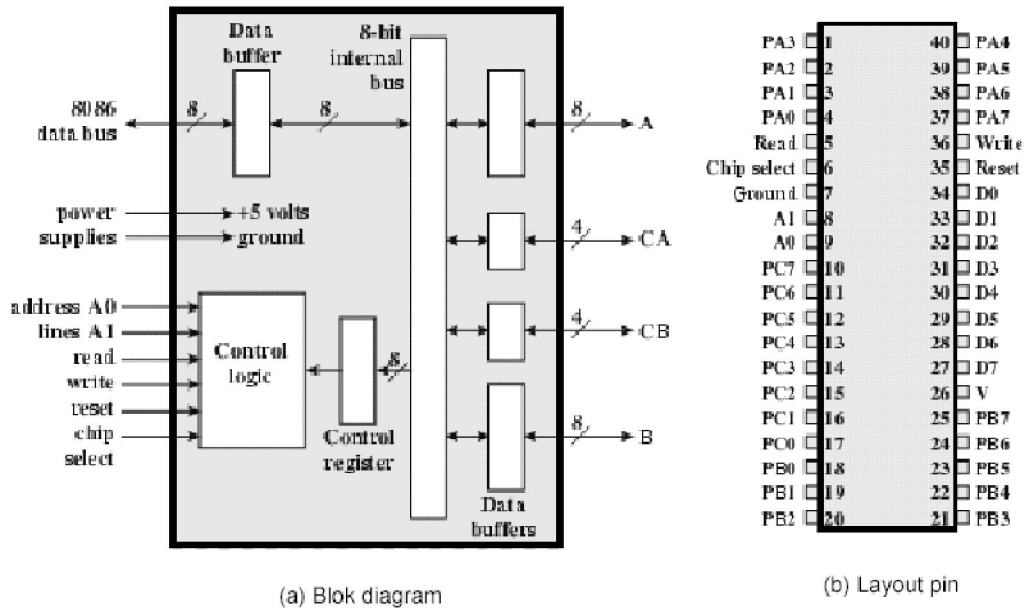 Data
buffer
8-bit
internal
bus
8086
data bus
8
8
8
A
power
supplies
+5 volts
ground
4
CA
address A0
lines A1
read
write
reset
chip
select
Control
logic
8
Control
register
4
CB
8
B
Data
buffers
(a) Blok diagram
PA3 1 40 PA4
PA2 2 39 PA5
PA1 3 38 PA6
PA0 4 37 PA7
Read 5 36 Write
Chip select 6 35 Reset
Ground 7 34 D0
A1 8 33 D1
A0 9 32 D2
PC7 10 31 D3
PC6 11 30 D4
PC5 12 29 D5
PC4 13 28 D6
PC3 14 27 D7
PC2 15 26 V
PC1 16 25 PB7
PC0 17 24 PB6
PB0 18 23 PB5
PB1 19 22 PB4
PB2 20 21 PB3
(b) Layout pin